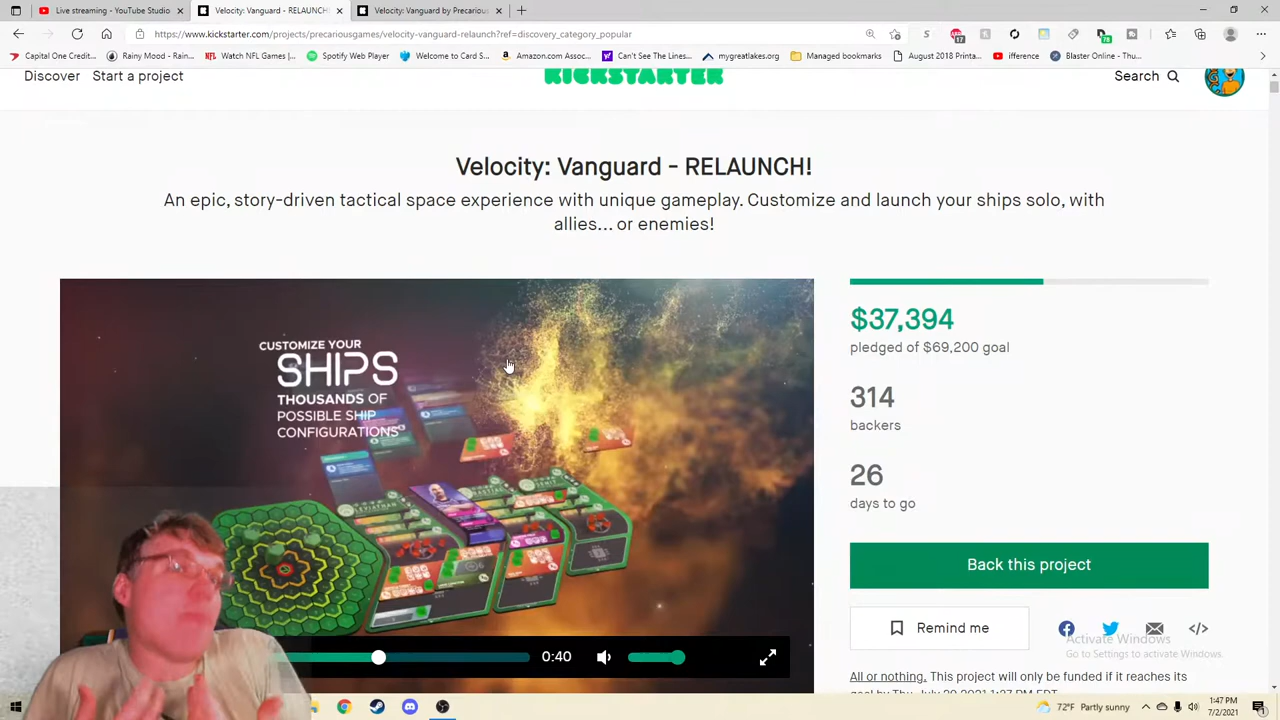 Live streaming - YouTube Studio
Velocity: Vanguard - RELAUNCH!
Velocity: Vanguard by Precarious
https://www.kickstarter.com/projects/precariousgames/velocity-vanguard-relaunch?ref=discovery_category_popular
Capital One Credit...
Rainy Mood - Rain...
Watch NFL Games |...
Spotify Web Player
Welcome to Card S...
Amazon.com Assoc...
Can't See The Lines...
mygreatlakes.org
Managed bookmarks
August 2018 Printa...
ifference
Blaster Online - Thu...
Discover
Start a project
KICKSTARTER
Search
Velocity: Vanguard - RELAUNCH!
An epic, story-driven tactical space experience with unique gameplay. Customize and launch your ships solo, with
allies... or enemies!
CUSTOMIZE YOUR
SHIPS
THOUSANDS OF
POSSIBLE SHIP
CONFIGURATIONS
0:40
$37,394
pledged of $69,200 goal
314
backers
26
days to go
Back this project
Remind me
Activate Windows
Go to Settings to activate Windows.
All or nothing. This project will only be funded if it reaches its
72°F Partly sunny
1:47 PM
7/2/2021